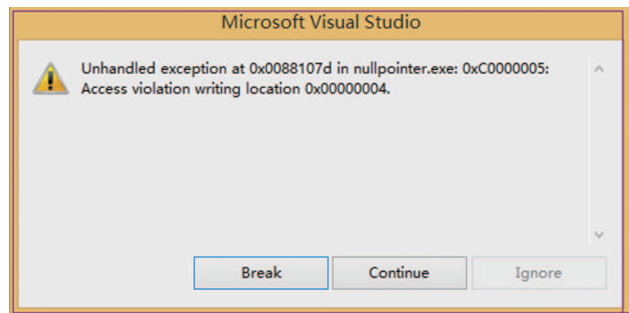 Microsoft Visual Studio
Unhandled exception at 0x0088107d in nullpointer.exe: 0xC0000005:
Access violation writing location 0x00000004.
Break Continue Ignore